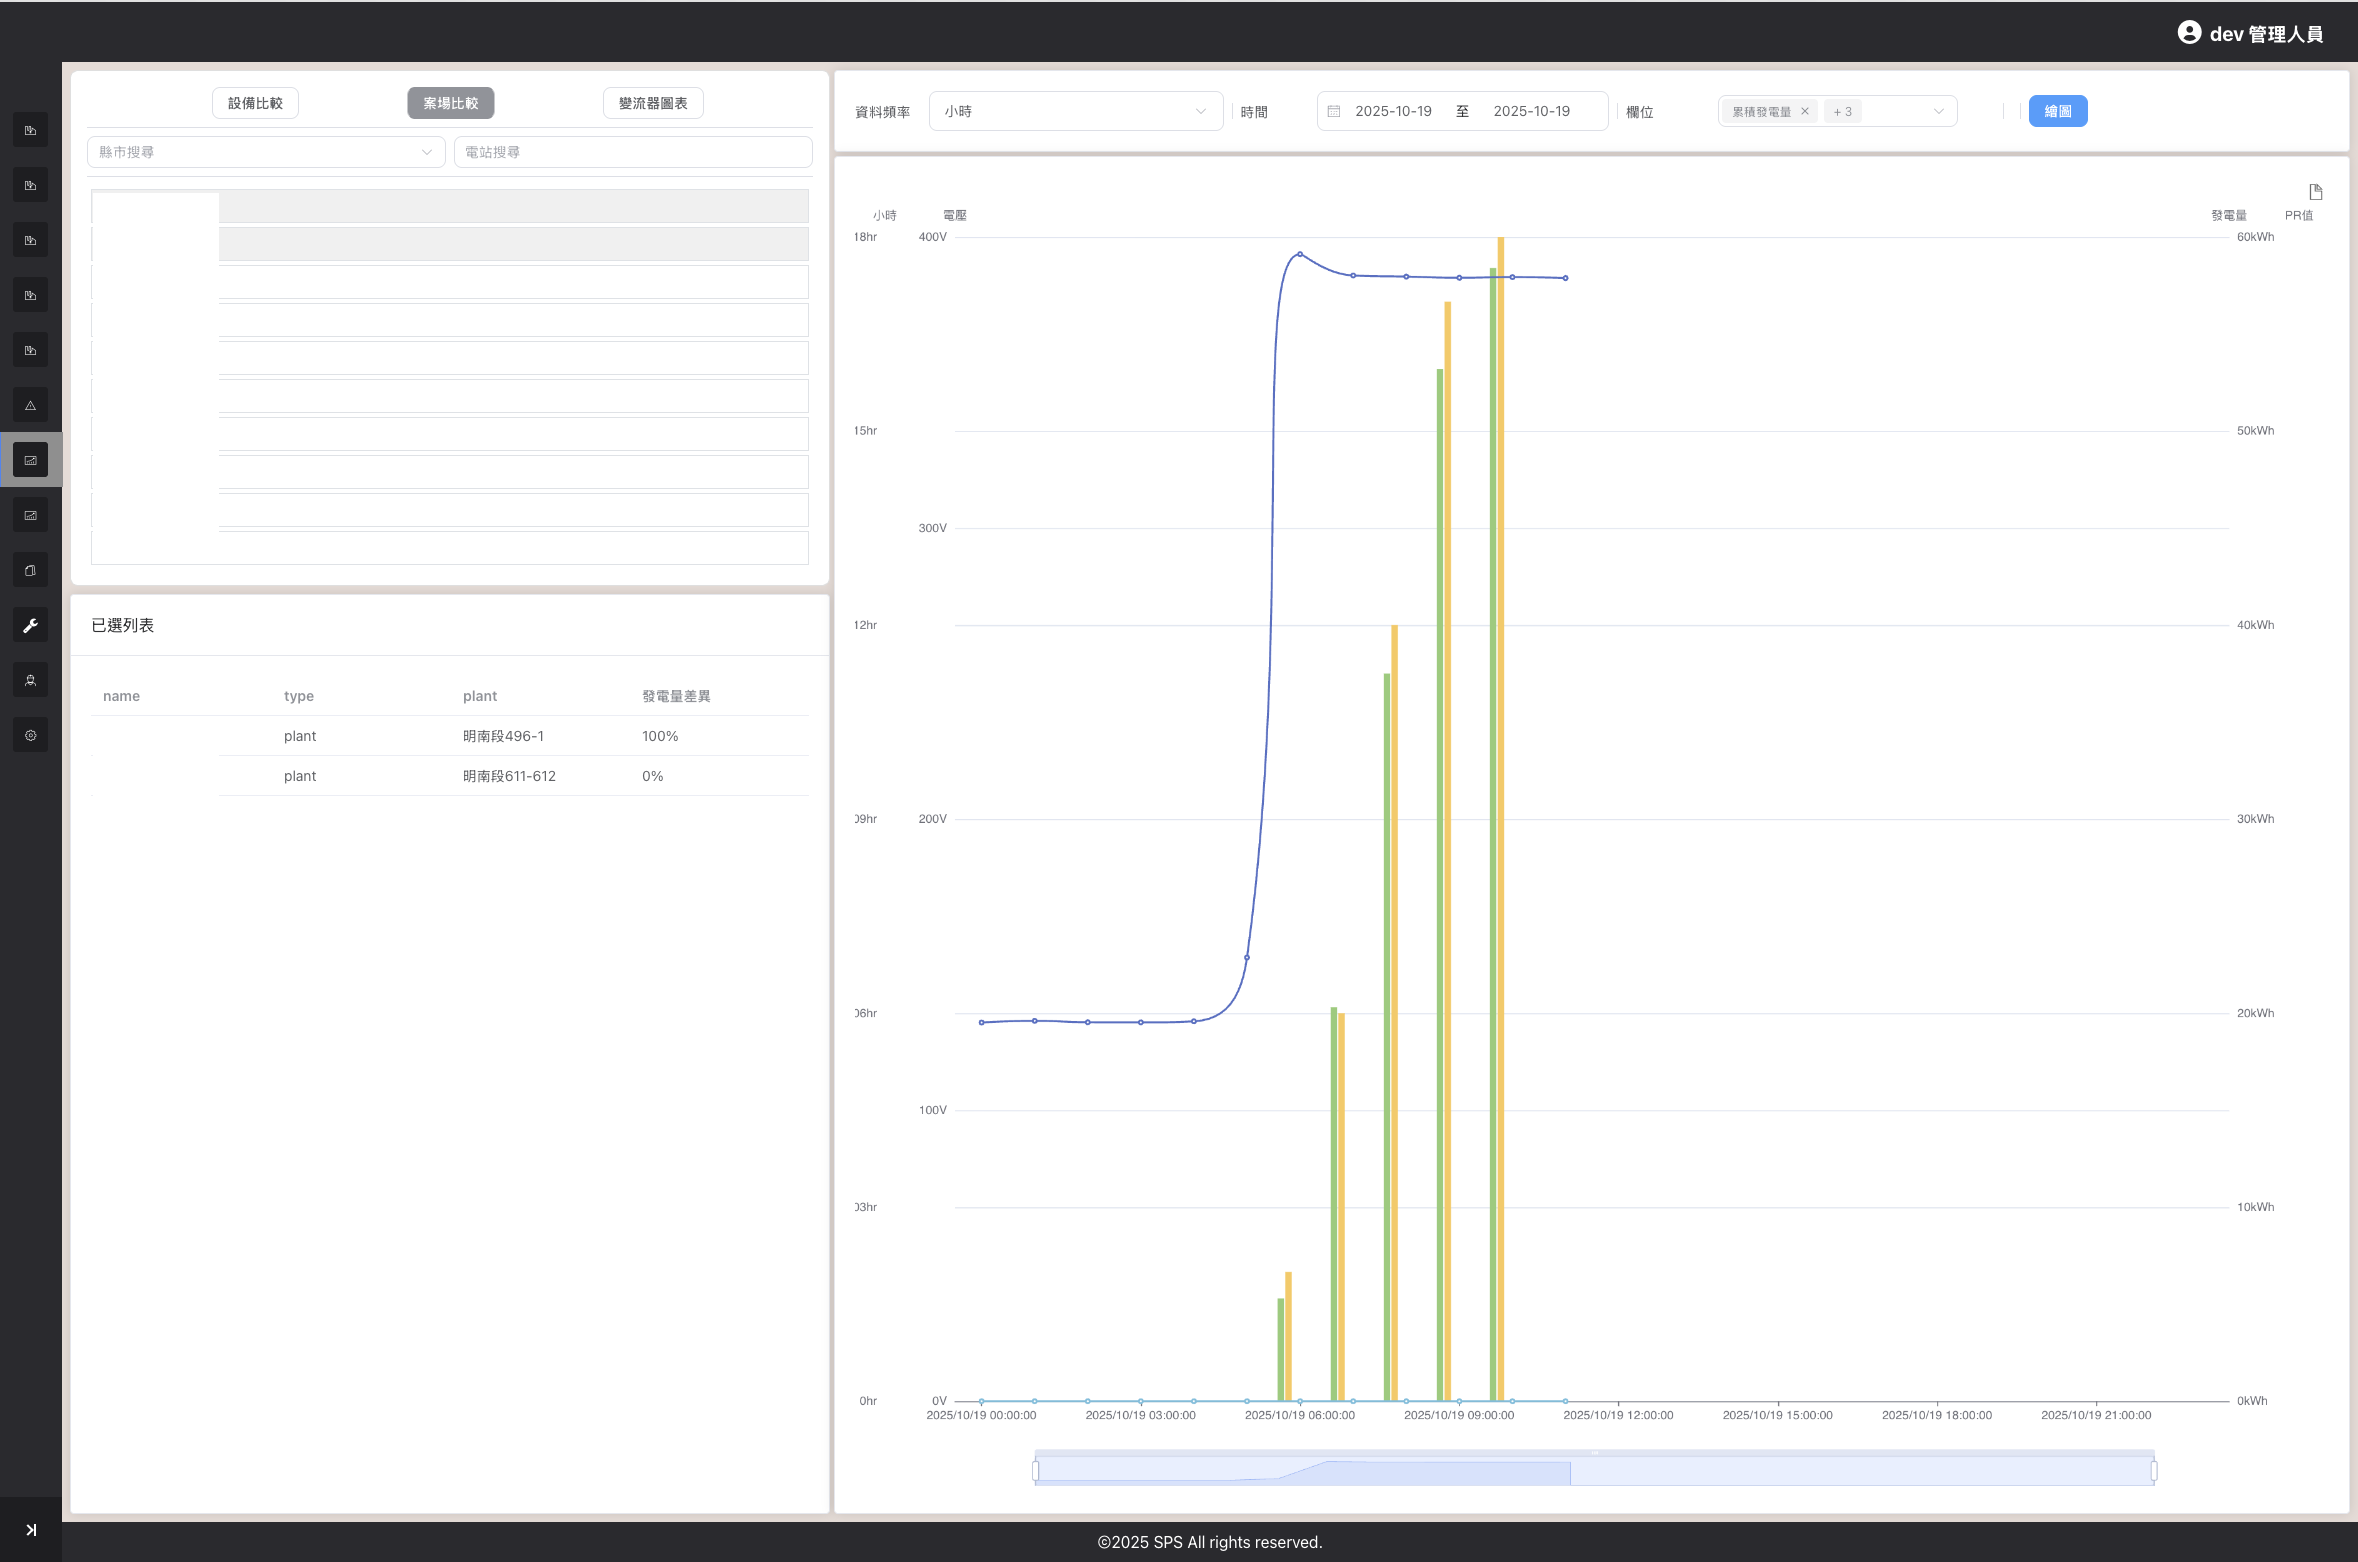 dev 管理人員
設備比較 案場比較 變流器圖表
縣市搜尋 電站搜尋
資料頻率 小時 時間 2025-10-19 至 2025-10-19 欄位 累積發電量 × + 3 繪圖
已選列表
name type plant 發電量差異
plant 明南段496-1 100%
plant 明南段611-612 0%
小時 電壓 發電量 PR值
18hr 400V 60kWh
15hr 50kWh
300V
12hr 40kWh
09hr 200V 30kWh
06hr 20kWh
100V
03hr 10kWh
0hr 0V 0kWh
2025/10/19 00:00:00 2025/10/19 03:00:00 2025/10/19 06:00:00 2025/10/19 09:00:00 2025/10/19 12:00:00 2025/10/19 15:00:00 2025/10/19 18:00:00 2025/10/19 21:00:00
©2025 SPS All rights reserved.